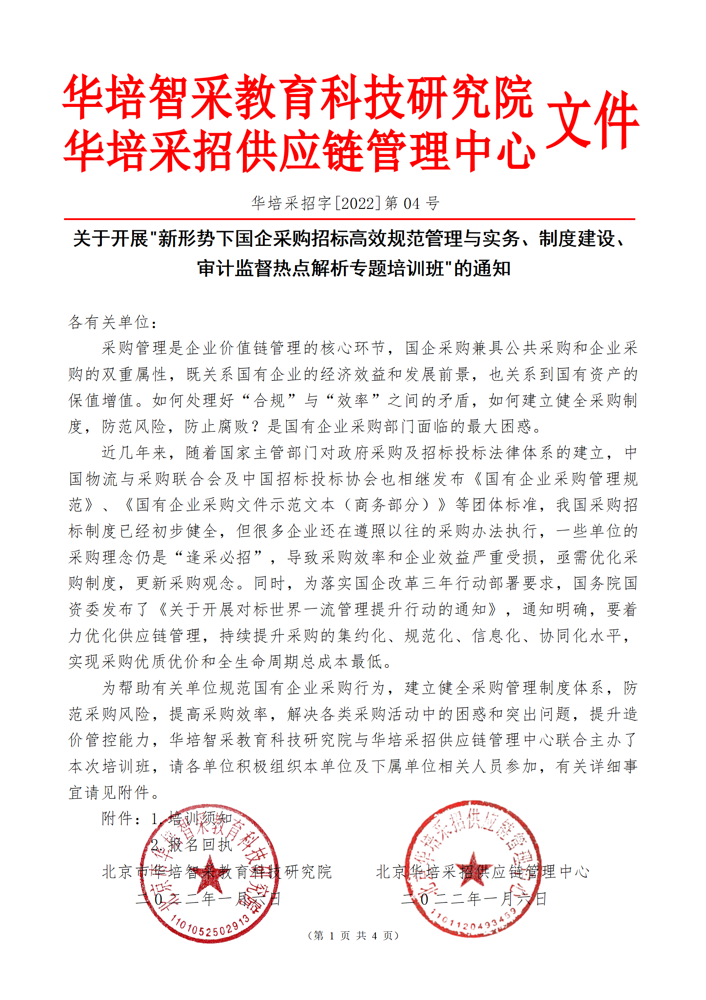 华培智采教育科技研究院
华培采招供应链管理中心
文件
华培采招字[2022]第 04 号
关于开展"新形势下国企采购招标高效规范管理与实务、制度建设、
审计监督热点解析专题培训班"的通知
各有关单位：
采购管理是企业价值链管理的核心环节，国企采购兼具公共采购和企业采
购的双重属性，既关系国有企业的经济效益和发展前景，也关系到国有资产的
保值增值。如何处理好“合规”与“效率”之间的矛盾，如何建立健全采购制
度，防范风险，防止腐败？是国有企业采购部门面临的最大困惑。
近几年来，随着国家主管部门对政府采购及招标投标法律体系的建立，中
国物流与采购联合会及中国招标投标协会也相继发布《国有企业采购管理规
范》、《国有企业采购文件示范文本（商务部分）》等团体标准，我国采购招
标制度已经初步健全，但很多企业还在遵照以往的采购办法执行，一些单位的
采购理念仍是“逢采必招”，导致采购效率和企业效益严重受损，亟需优化采
购制度，更新采购观念。同时，为落实国企改革三年行动部署要求，国务院国
资委发布了《关于开展对标世界一流管理提升行动的通知》，通知明确，要着
力优化供应链管理，持续提升采购的集约化、规范化、信息化、协同化水平，
实现采购优质优价和全生命周期总成本最低。
为帮助有关单位规范国有企业采购行为，建立健全采购管理制度体系，防
范采购风险，提高采购效率，解决各类采购活动中的困惑和突出问题，提升造
价管控能力，华培智采教育科技研究院与华培采招供应链管理中心联合主办了
本次培训班，请各单位积极组织本单位及下属单位相关人员参加，有关详细事
宜请见附件。
附件：1.培训须知
2.报名回执
北京市华培智采教育科技研究院 北京华培采招供应链管理中心
二0二二年一月六日 二0二二年一月六日
北京市华培智采教育科技研究院
1101052502913
北京华培采招供应链管理中心
1101120493459
（第 1 页 共 4 页）